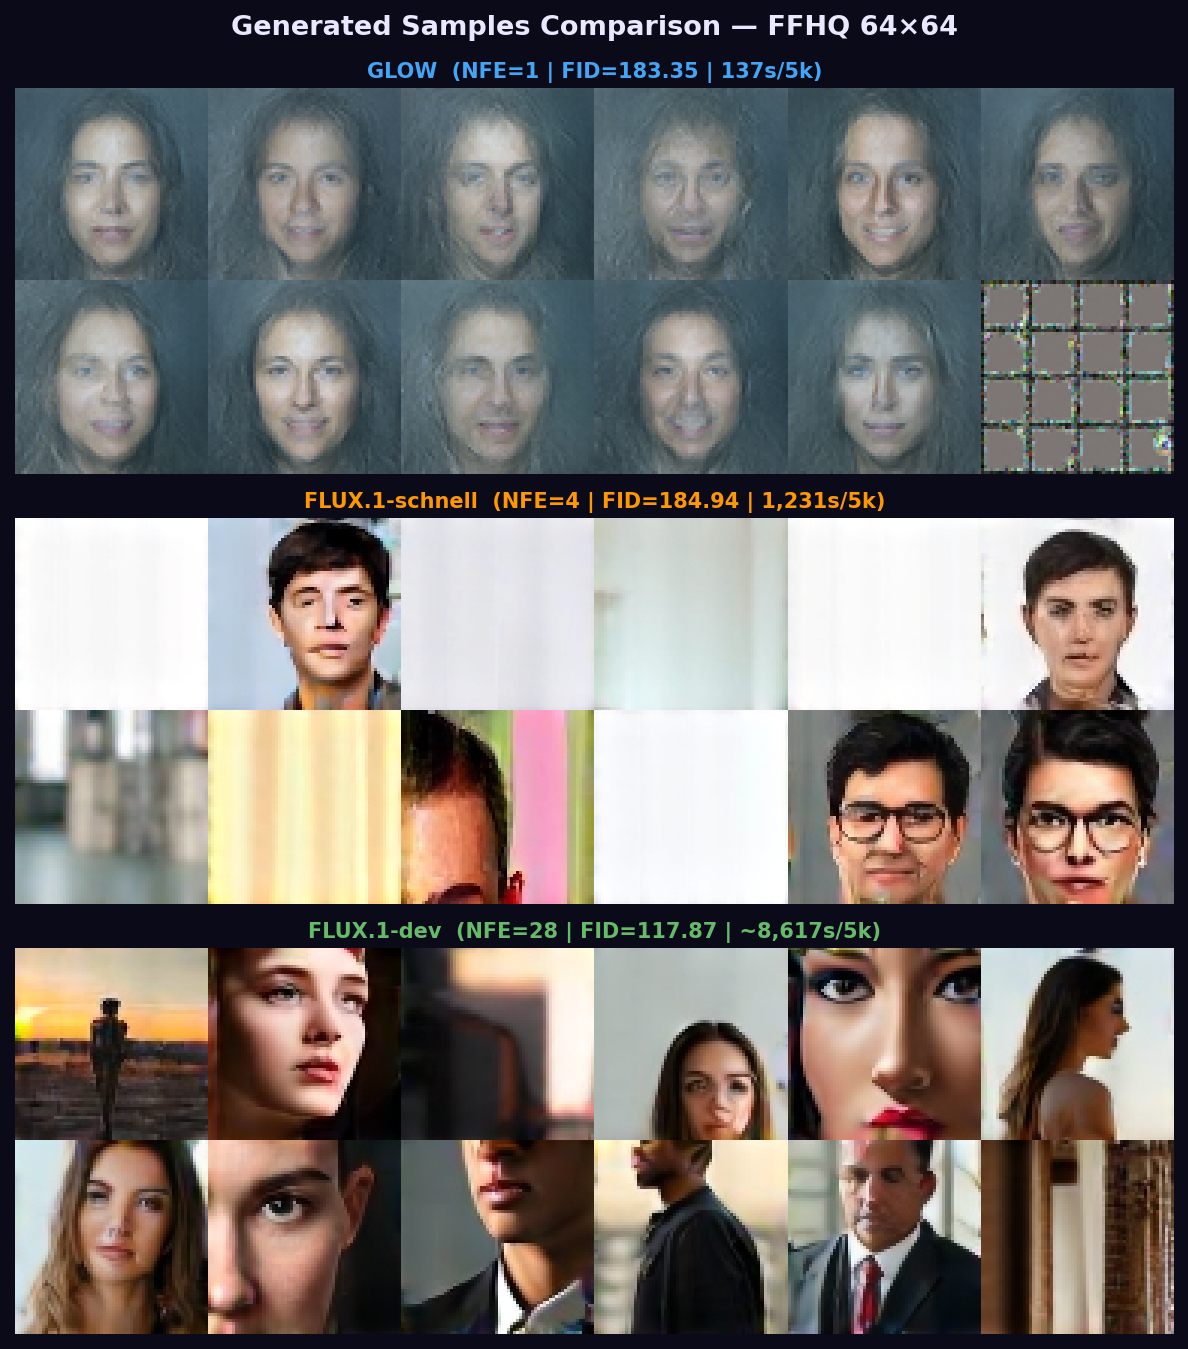 Generated Samples Comparison — FFHQ 64×64
GLOW (NFE=1 | FID=183.35 | 137s/5k)
FLUX.1-schnell (NFE=4 | FID=184.94 | 1,231s/5k)
FLUX.1-dev (NFE=28 | FID=117.87 | ~8,617s/5k)